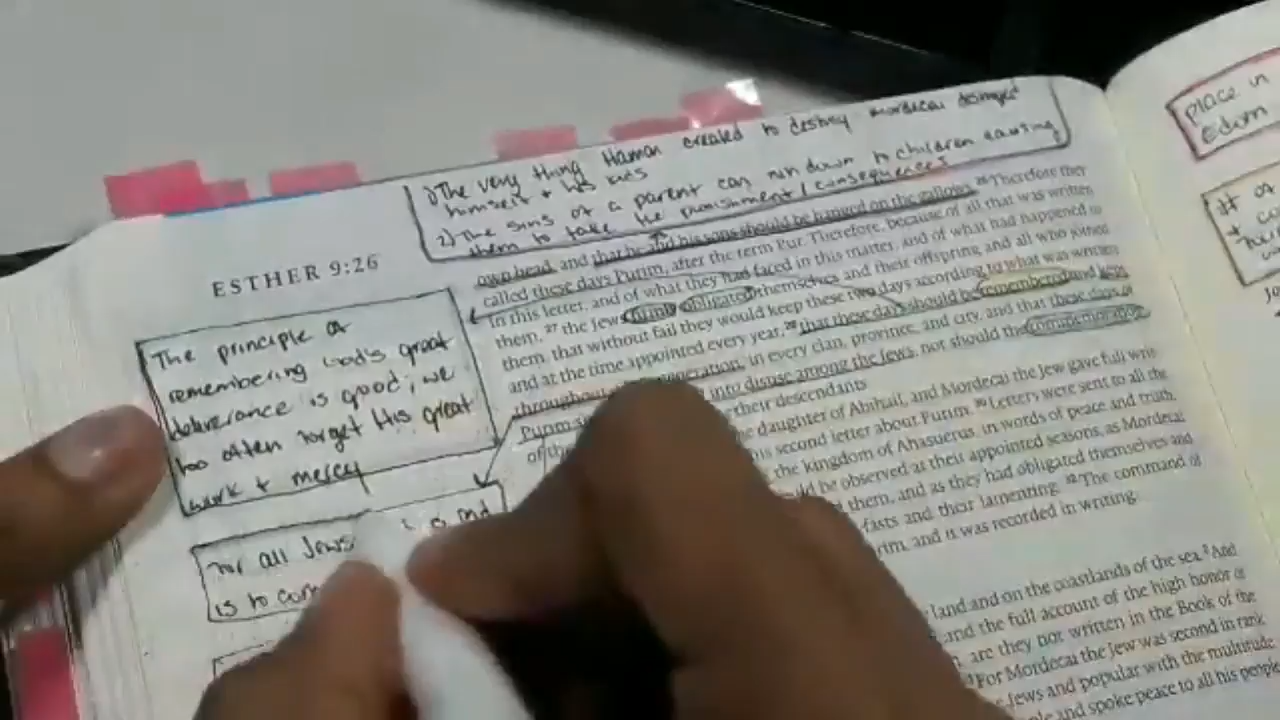 1) The very thing Haman created to destroy Mordecai destroyed
himself + his kids
2) The sins of a parent can run down to children causing
them to take the punishment / consequences
ESTHER 9:26
The principle of
remembering God's great
deliverance is good; we
too often forget His great
work + mercy
for all Jews
is to
own head, and that he and his sons should be hanged on the gallows. 26 Therefore they
called these days Purim, after the term Pur. Therefore, because of all that was written
in this letter, and of what they had faced in this matter, and of what had happened to
them, 27 the Jews firmly obligated themselves and their offspring and all who joined
them, that without fail they would keep these two days according to what was written
and at the time appointed every year, 28 that these days should be remembered and kept
throughout generation, in every clan, province, and city, and that these days of
Purim into disuse among the Jews, nor should the commemoration
of their descendants
daughter of Abihail, and Mordecai the Jew gave full
his second letter about Purim. 30 Letters were sent to all the
the kingdom of Ahasuerus, in words of peace and truth,
be observed at their appointed seasons, as Mordecai
them, and as they had obligated themselves and
fasts and their lamenting. 32 The command of
and it was recorded in writing.
land and on the coastlands of the sea. 2 And
and the full account of the high honor of
are they not written in the Book of the
For Mordecai the Jew was second in rank
Jews and popular with the multitude
and spoke peace to all his people
place in
Edom
# of